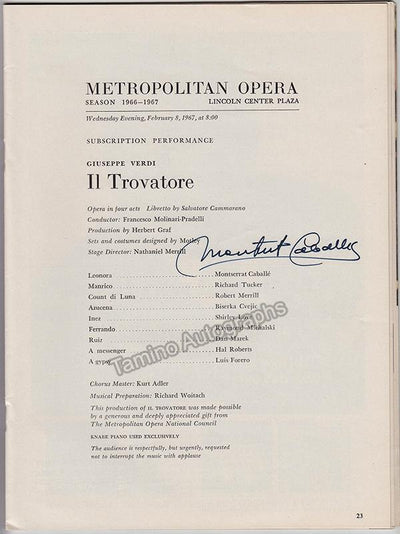 METROPOLITAN OPERA
SEASON 1966–1967 LINCOLN CENTER PLAZA
Wednesday Evening, February 8, 1967, at 8:00
SUBSCRIPTION PERFORMANCE
GIUSEPPE VERDI
Il Trovatore
Opera in four acts Libretto by Salvatore Cammarano
Conductor: Francesco Molinari-Pradelli
Production by Herbert Graf
Sets and costumes designed by Motley
Stage Director: Nathaniel Merrill
Montserrat Caballé
Leonora Montserrat Caballé
Manrico Richard Tucker
Count di Luna Robert Merrill
Azucena Biserka Cvejic
Inez Shirley Love
Ferrando Raymond Michalski
Ruiz Dan Marek
A messenger Hal Roberts
A gypsy Luis Forero
Tamino Autographs
Chorus Master: Kurt Adler
Musical Preparation: Richard Woitach
This production of IL TROVATORE was made possible
by a generous and deeply appreciated gift from
The Metropolitan Opera National Council
KNABE PIANO USED EXCLUSIVELY
The audience is respectfully, but urgently, requested
not to interrupt the music with applause
23